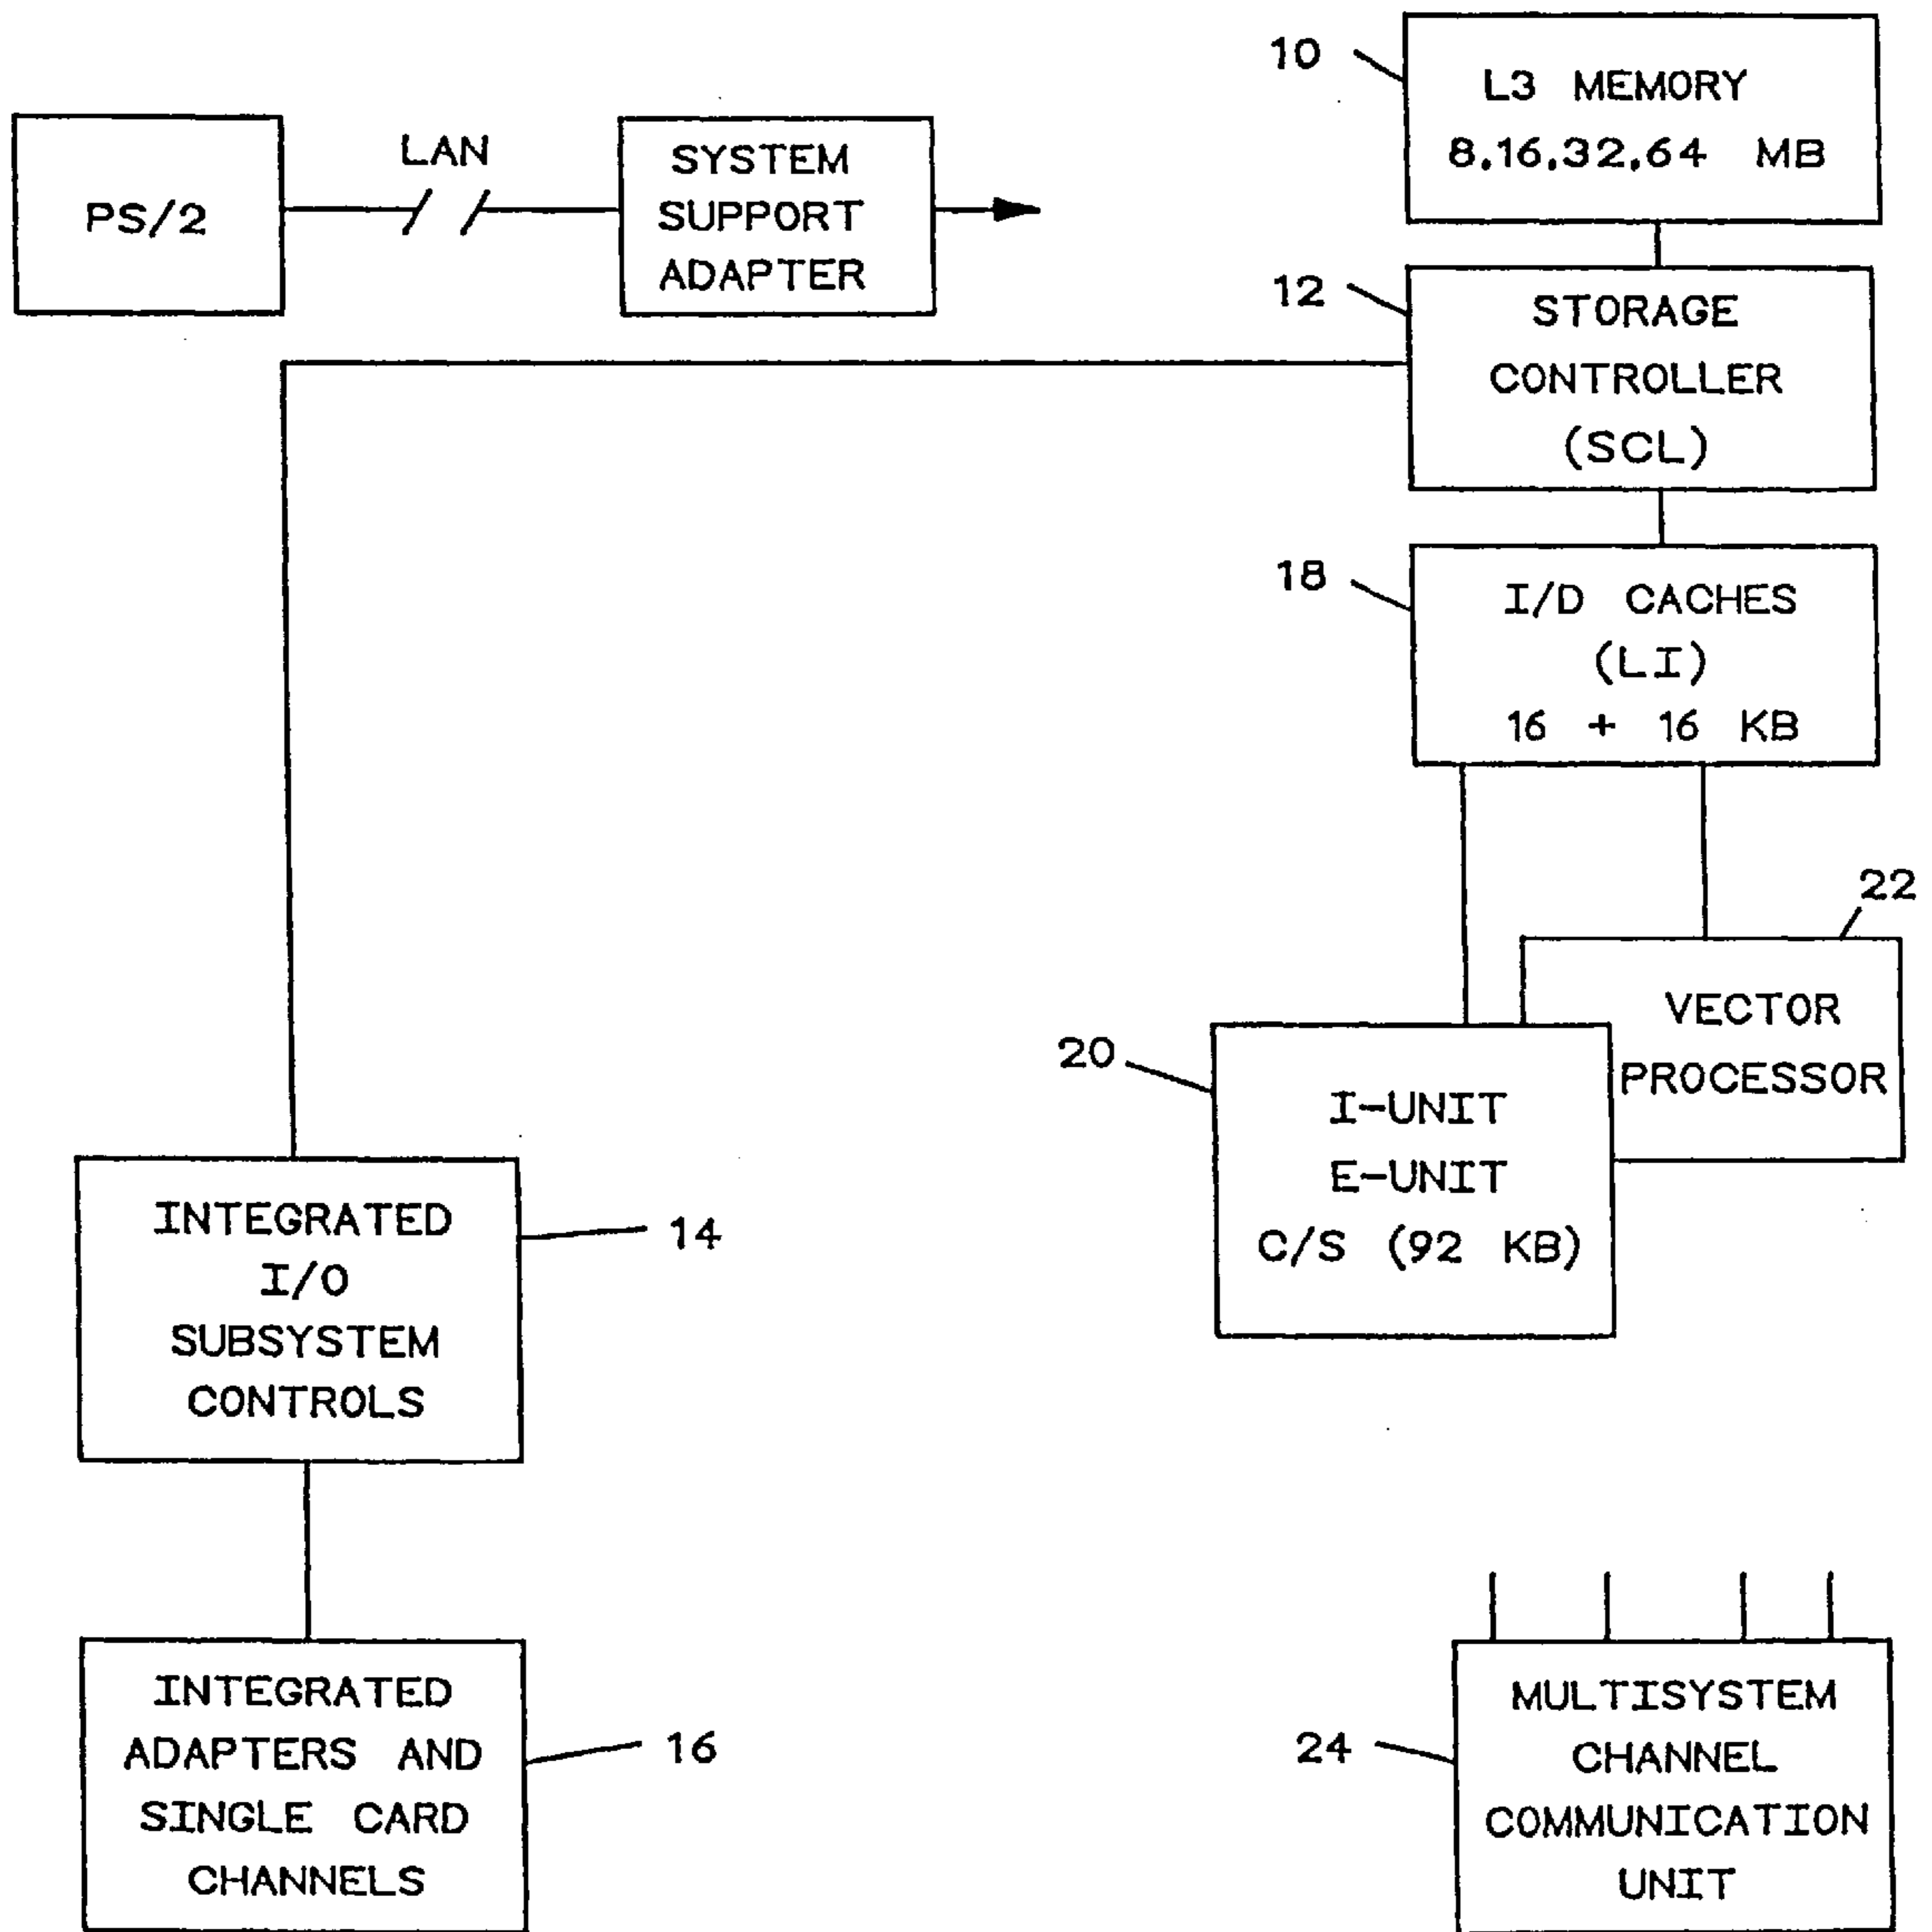 10
L3 MEMORY
8.16.32.64 MB
PS/2
LAN
SYSTEM
SUPPORT
ADAPTER
12
STORAGE
CONTROLLER
(SCL)
18
I/D CACHES
(LI)
16 + 16 KB
22
VECTOR
PROCESSOR
20
I-UNIT
E-UNIT
C/S (92 KB)
INTEGRATED
I/O
SUBSYSTEM
CONTROLS
14
INTEGRATED
ADAPTERS AND
SINGLE CARD
CHANNELS
16
24
MULTISYSTEM
CHANNEL
COMMUNICATION
UNIT